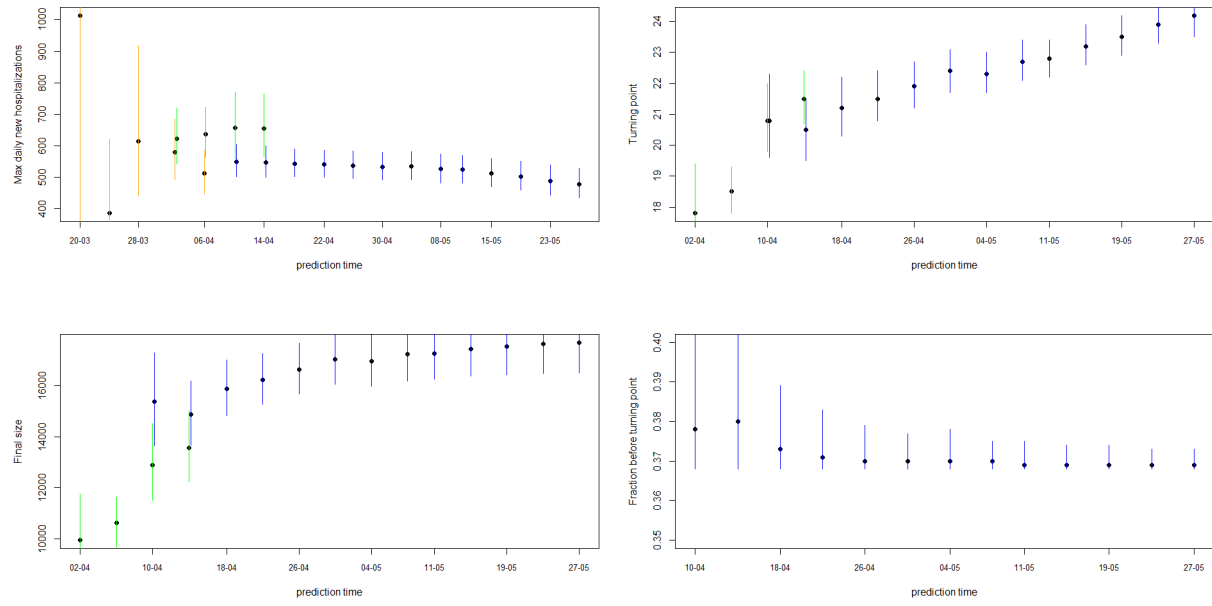 Max daily new hospitalizations
1000
900
800
700
600
500
400
20-03 28-03 06-04 14-04 22-04 30-04 08-05 15-05 23-05
prediction time
Turning point
24
23
22
21
20
19
18
02-04 10-04 18-04 26-04 04-05 11-05 19-05 27-05
prediction time
Final size
16000
14000
12000
10000
02-04 10-04 18-04 26-04 04-05 11-05 19-05 27-05
prediction time
Fraction before turning point
0.40
0.39
0.38
0.37
0.36
0.35
10-04 18-04 26-04 04-05 11-05 19-05 27-05
prediction time